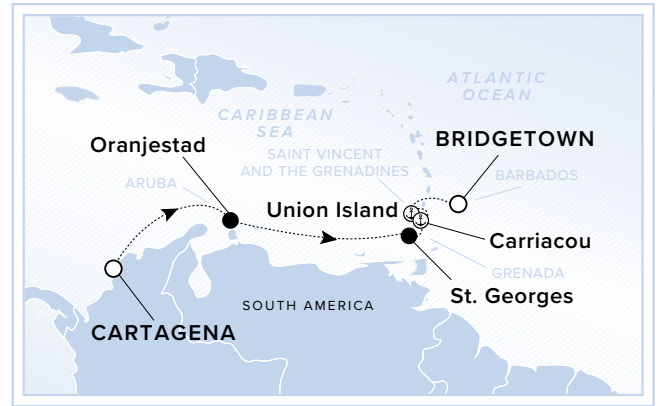 ATLANTIC
OCEAN
CARIBBEAN
SEA
BRIDGETOWN
Oranjestad
SAINT VINCENT
AND THE GRENADINES
BARBADOS
ARUBA
Union Island
Carriacou
GRENADA
St. Georges
SOUTH AMERICA
CARTAGENA